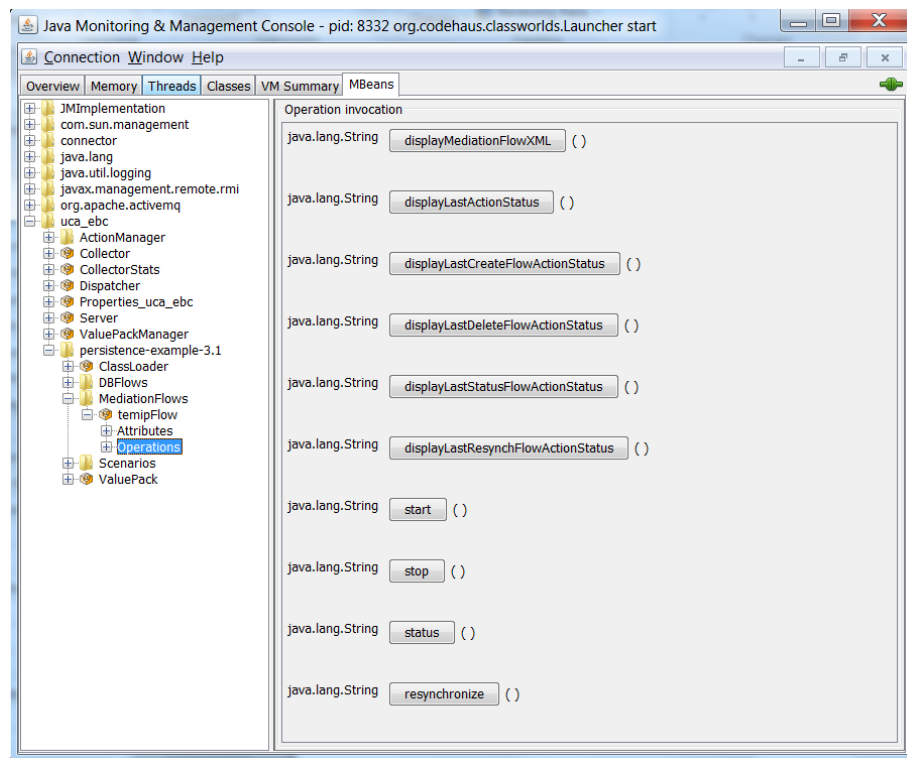 Java Monitoring & Management Console - pid: 8332 org.codehaus.classworlds.Launcher start
Connection Window Help
Overview Memory Threads Classes VM Summary MBeans
JMImplementation
com.sun.management
connector
java.lang
java.util.logging
javax.management.remote.rmi
org.apache.activemq
uca_ebc
ActionManager
Collector
CollectorStats
Dispatcher
Properties_uca_ebc
Server
ValuePackManager
persistence-example-3.1
ClassLoader
DBFlows
MediationFlows
temipFlow
Attributes
Operations
Scenarios
ValuePack
Operation invocation
java.lang.String displayMediationFlowXML ( )
java.lang.String displayLastActionStatus ( )
java.lang.String displayLastCreateFlowActionStatus ( )
java.lang.String displayLastDeleteFlowActionStatus ( )
java.lang.String displayLastStatusFlowActionStatus ( )
java.lang.String displayLastResynchFlowActionStatus ( )
java.lang.String start ( )
java.lang.String stop ( )
java.lang.String status ( )
java.lang.String resynchronize ( )